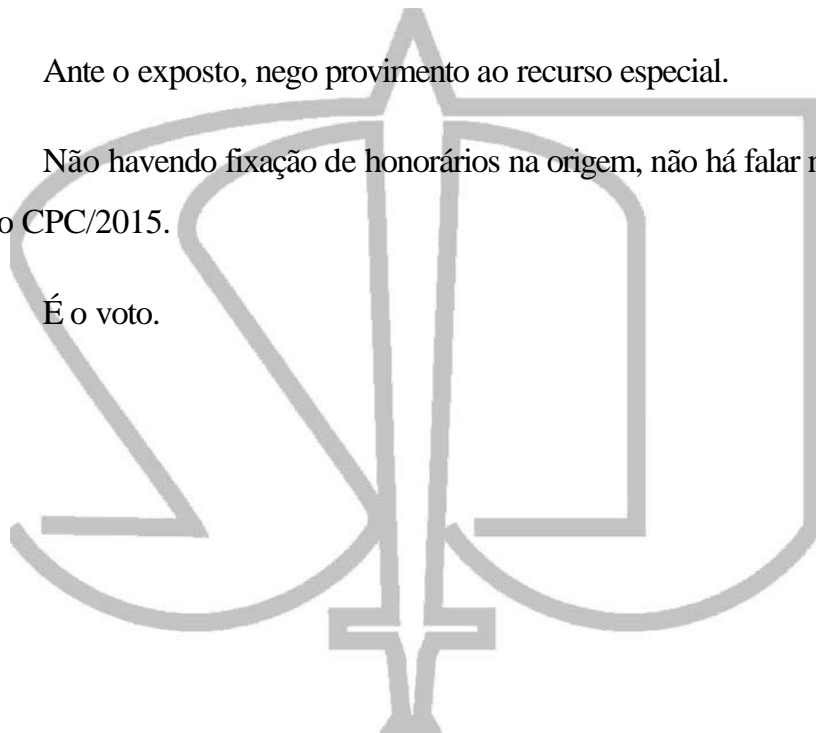 Ante o exposto, nego provimento ao recurso especial.
Não havendo fixação de honorários na origem, não há falar
o CPC/2015.
É o voto.